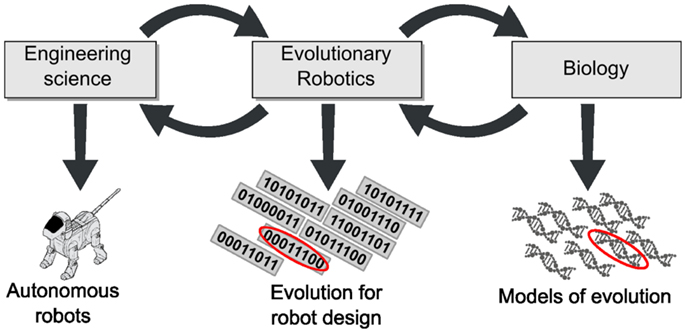 Engineering
science
Evolutionary
Robotics
Biology
10101011
10101111
01000011
01001110
11001101
01011100
00011100
00011011
Autonomous
robots
Evolution for
robot design
Models of evolution